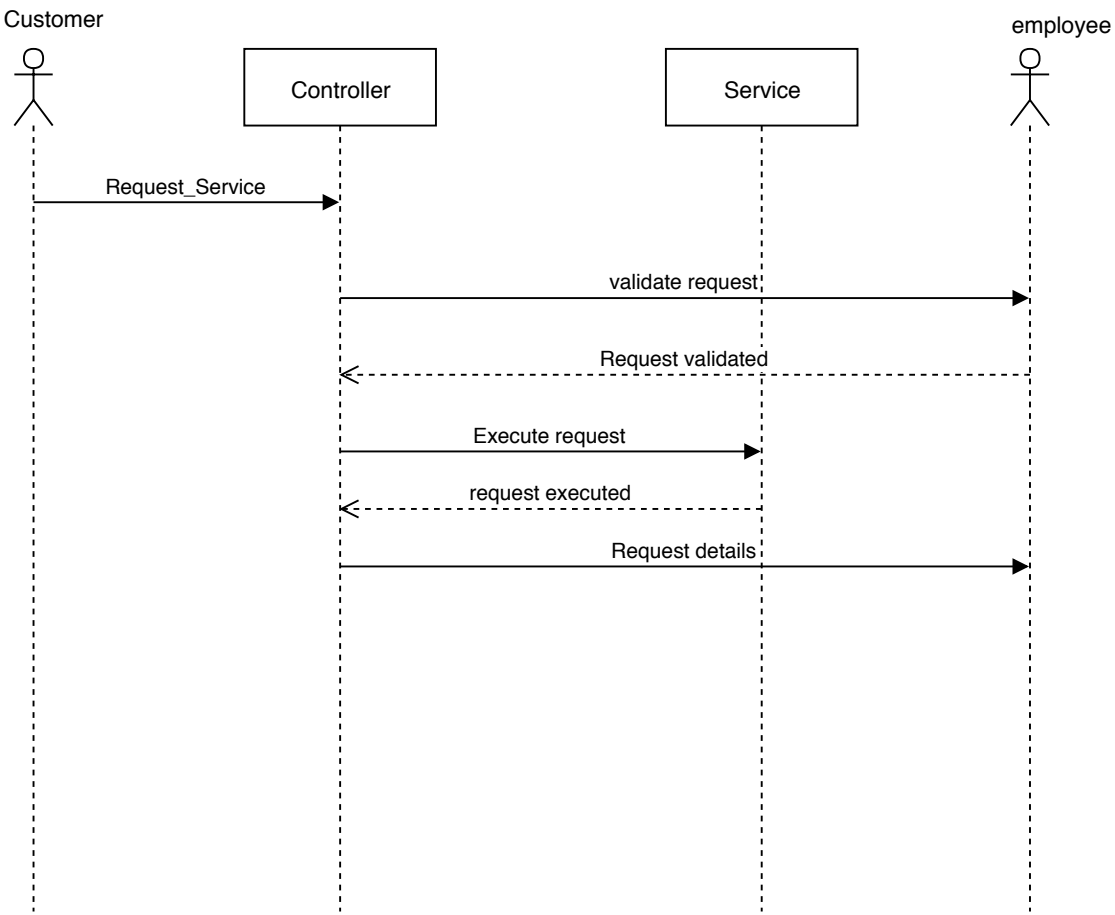 Customer
employee
Controller
Service
Request_Service
validate request
Request validated
Execute request
request executed
Request details